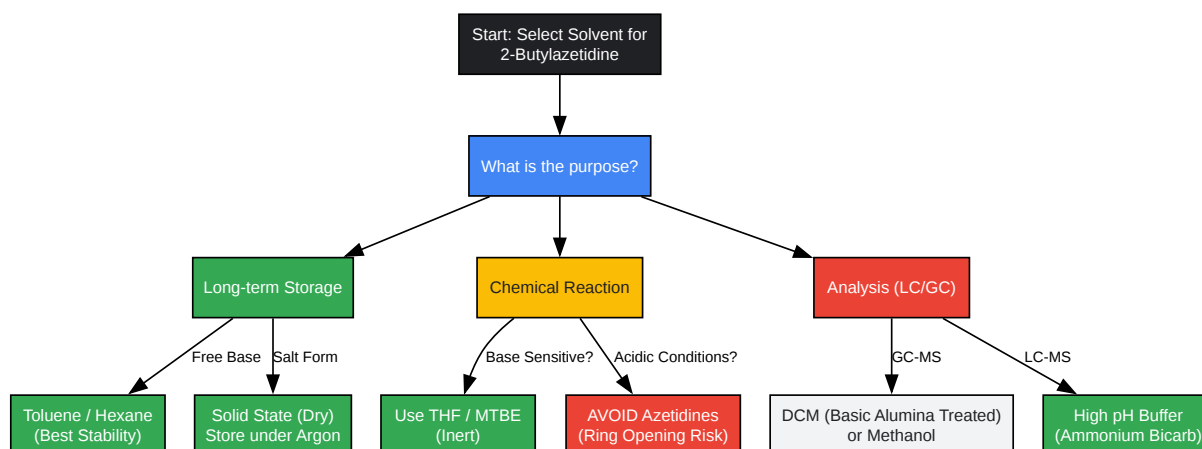 Start: Select Solvent for
2-Butylazetidine
What is the purpose?
Long-term Storage
Chemical Reaction
Analysis (LC/GC)
Free Base
Salt Form
Base Sensitive?
Acidic Conditions?
GC-MS
LC-MS
Toluene / Hexane
(Best Stability)
Solid State (Dry)
Store under Argon
Use THF / MTBE
(Inert)
AVOID Azetidines
(Ring Opening Risk)
DCM (Basic Alumina Treated)
or Methanol
High pH Buffer
(Ammonium Bicarb)